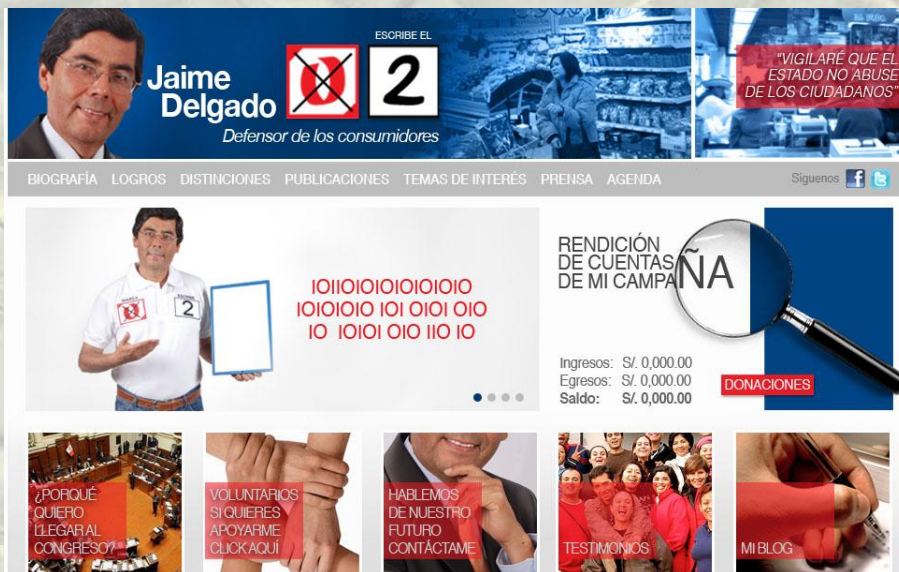 ESCRIBE EL
Jaime
Delgado
2
Defensor de los consumidores
"VIGILARÉ QUE EL
ESTADO NO ABUSE
DE LOS CIUDADANOS"
BIOGRAFÍA LOGROS DISTINCIONES PUBLICACIONES TEMAS DE INTERÉS PRENSA AGENDA
Siguenos f
ESCRIBE
2
IOIIOIOIOIOIOIOIO
IOIOIOIO IOI OIOI OIO
IO IOIOI OIO IIO IO
RENDICIÓN
DE CUENTAS
DE MI CAMPAÑA
Ingresos: S/. 0,000.00
Egresos: S/. 0,000.00
Saldo: S/. 0,000.00
DONACIONES
¿PORQUÉ
QUIERO
LLEGAR AL
CONGRESO?
VOLUNTARIOS
SI QUIERES
APOYARME
CLICK AQUÍ
HABLEMOS
DE NUESTRO
FUTURO
CONTÁCTAME
TESTIMONIOS
MI BLOG